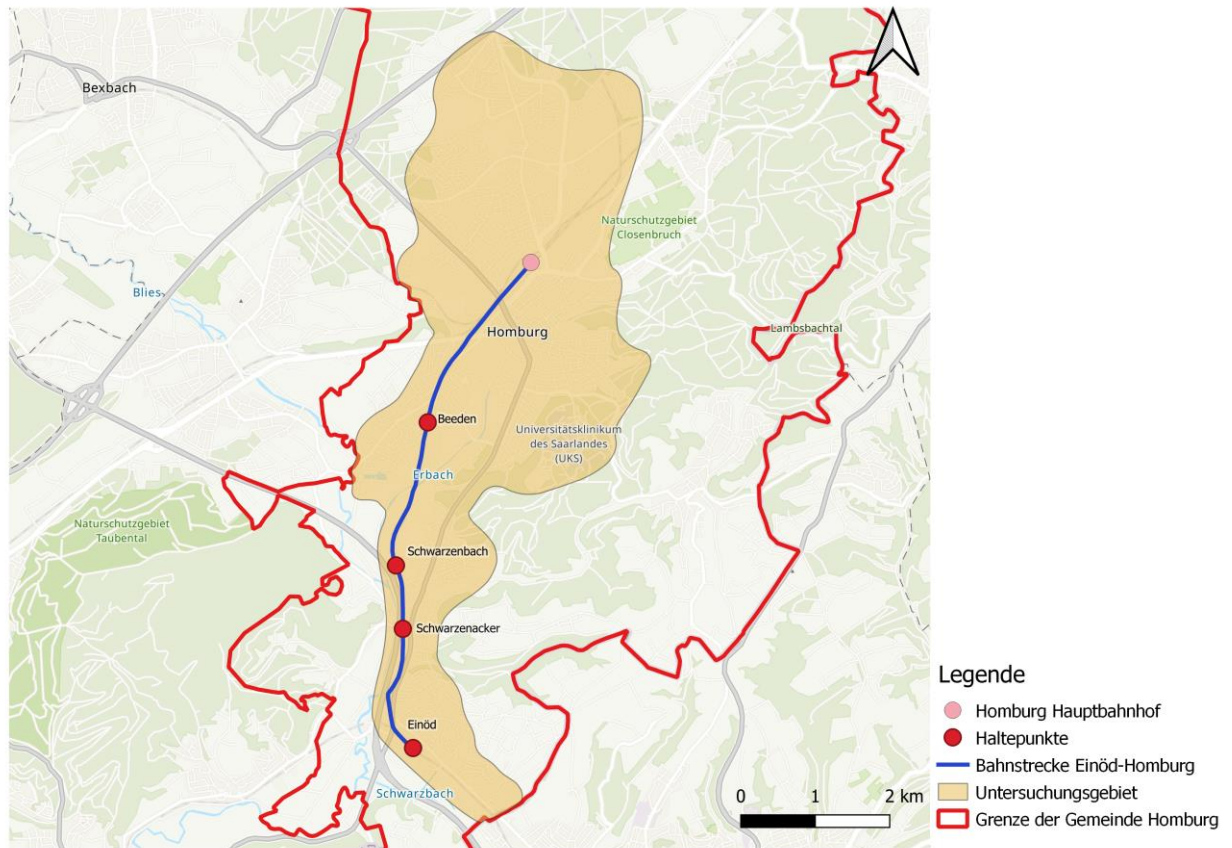 Bexbach
Naturschutzgebiet
Closenbruch
Blies
Homburg
Lambsbachtal
Beeden
Universitätsklinikum
des Saarlandes
(UKS)
Erbach
Naturschutzgebiet
Taubental
Schwarzenbach
Schwarzenacker
Einöd
Schwarzbach
0 1 2 km
Legende
Homburg Hauptbahnhof
Haltepunkte
Bahnstrecke Einöd-Homburg
Untersuchungsgebiet
Grenze der Gemeinde Homburg